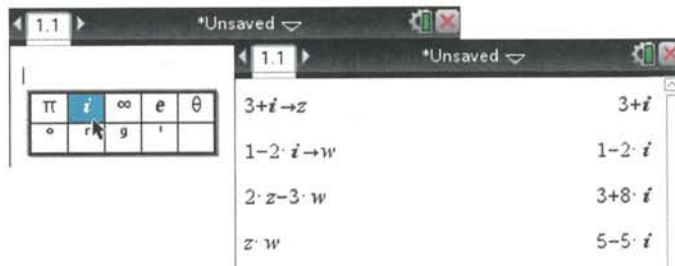 1.1 *Unsaved
π i ∞ e θ
° r g '
1.1 *Unsaved
3+i→z 3+i
1−2· i→w 1−2· i
2· z−3· w 3+8· i
z· w 5−5· i